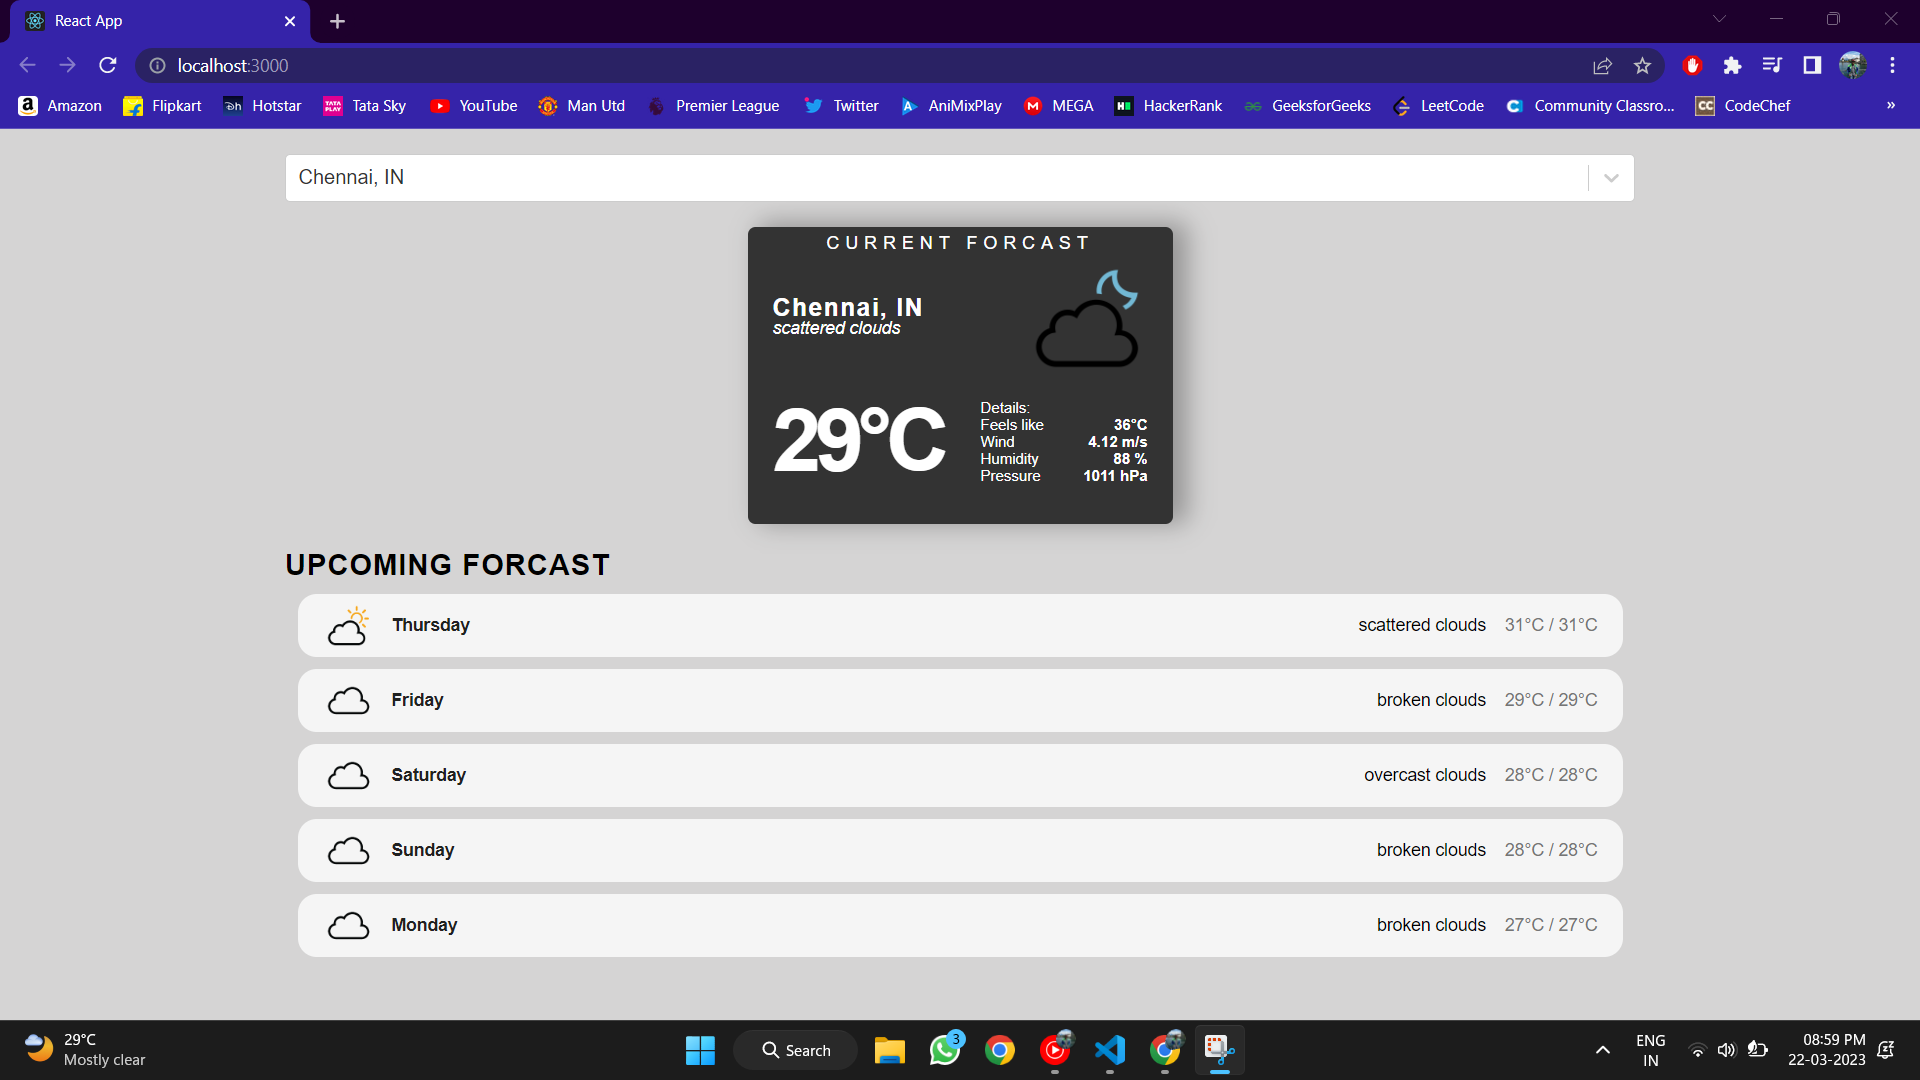 React App
localhost:3000
Amazon Flipkart Hotstar Tata Sky YouTube Man Utd Premier League Twitter AniMixPlay MEGA HackerRank GeeksforGeeks LeetCode Community Classro... CodeChef »
Chennai, IN
CURRENT FORCAST
Chennai, IN
scattered clouds
29°C
Details:
Feels like 36°C
Wind 4.12 m/s
Humidity 88 %
Pressure 1011 hPa
UPCOMING FORCAST
Thursday scattered clouds 31°C / 31°C
Friday broken clouds 29°C / 29°C
Saturday overcast clouds 28°C / 28°C
Sunday broken clouds 28°C / 28°C
Monday broken clouds 27°C / 27°C
29°C
Mostly clear
Search
3
ENG
IN
08:59 PM
22-03-2023